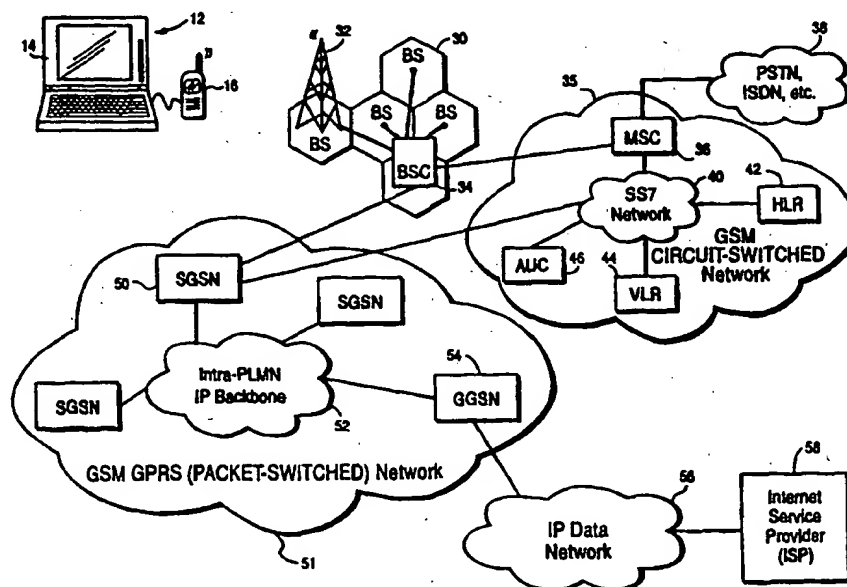 12
14
16
32
30
BS
BS
BS
BS
BSC
34
38
PSTN,
ISDN, etc.
35
MSC
36
40
42
SS7
Network
HLR
GSM
CIRCUIT-SWITCHED
Network
AUC
46
44
VLR
50
SGSN
SGSN
SGSN
Intra-PLMN
IP Backbone
52
54
GGSN
GSM GPRS (PACKET-SWITCHED) Network
51
56
IP Data
Network
58
Internet
Service
Provider
(ISP)